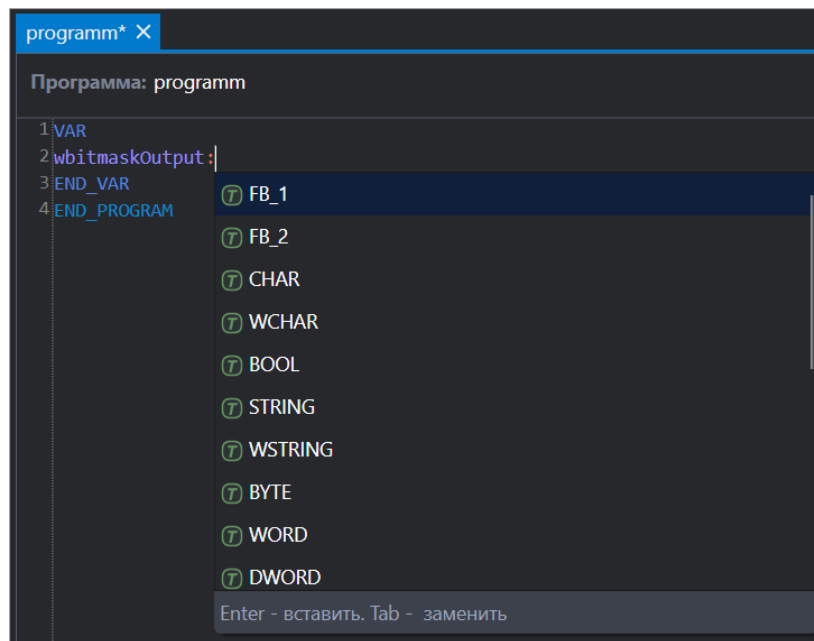 programm*
Программа: programm
1 VAR
2 wbitmaskOutput:
3 END_VAR
4 END_PROGRAM
FB_1
FB_2
CHAR
WCHAR
BOOL
STRING
WSTRING
BYTE
WORD
DWORD
Enter - вставить. Tab - заменить